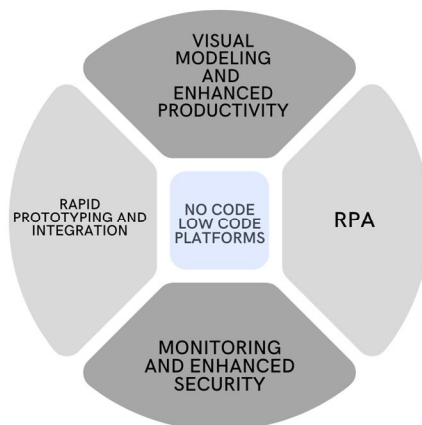 VISUAL
MODELING
AND
ENHANCED
PRODUCTIVITY
RAPID
PROTOTYPING AND
INTEGRATION
NO CODE
LOW CODE
PLATFORMS
RPA
MONITORING
AND ENHANCED
SECURITY